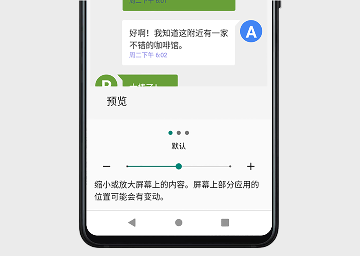 好啊！我知道这附近有一家
不错的咖啡馆。
周二下午 6:02
A
预览
默认
缩小或放大屏幕上的内容。屏幕上部分应用的
位置可能会有变动。